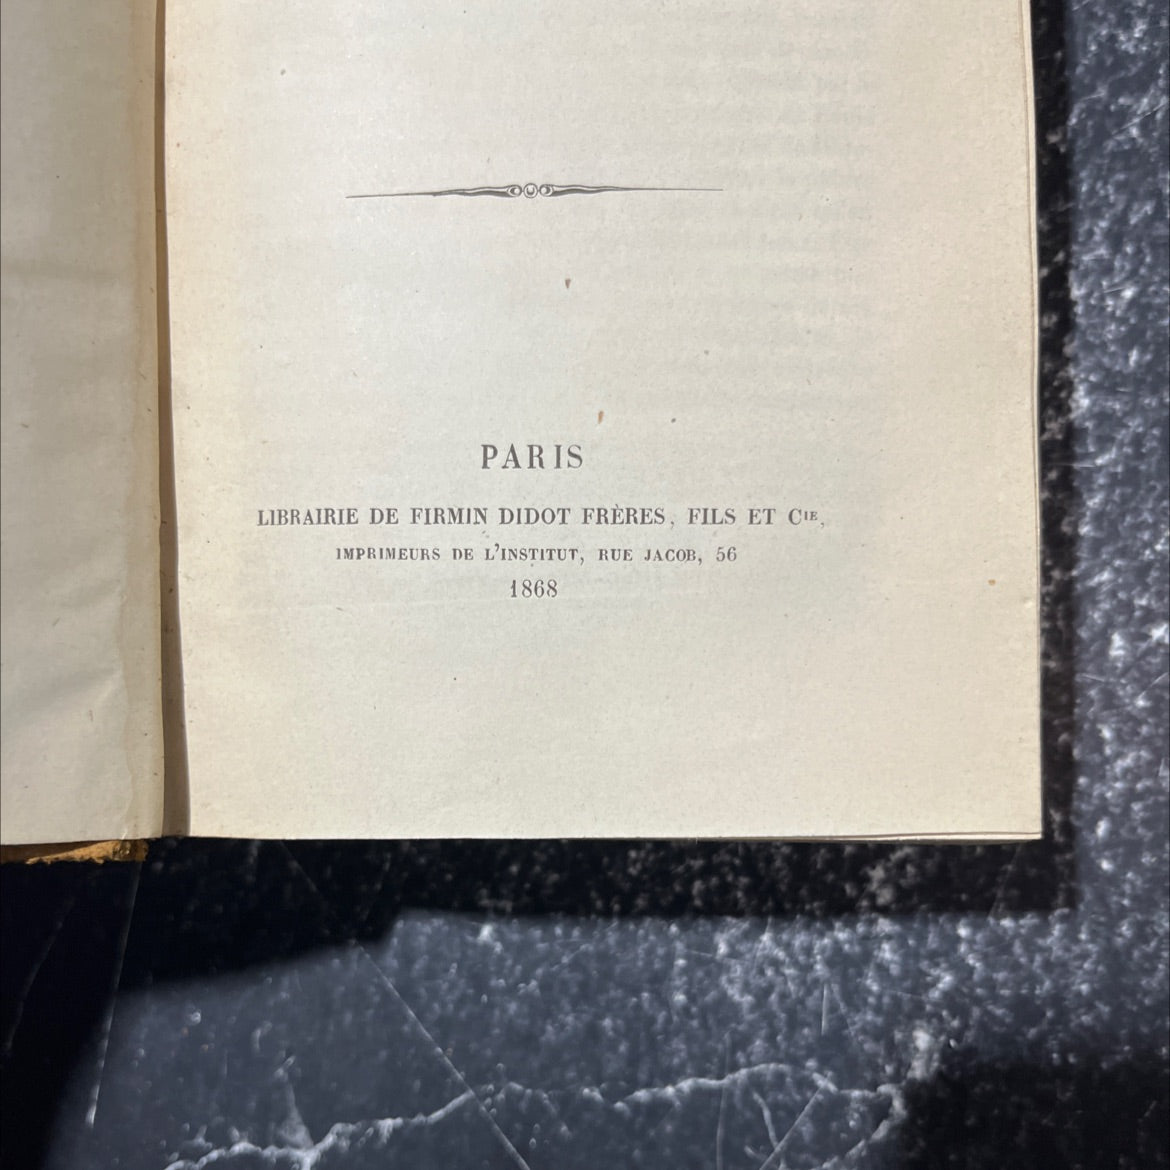 PARIS
LIBRAIRIE DE FIRMIN DIDOT FRÈRES, FILS ET CIE,
IMPRIMEURS DE L'INSTITUT, RUE JACOB, 56
1868